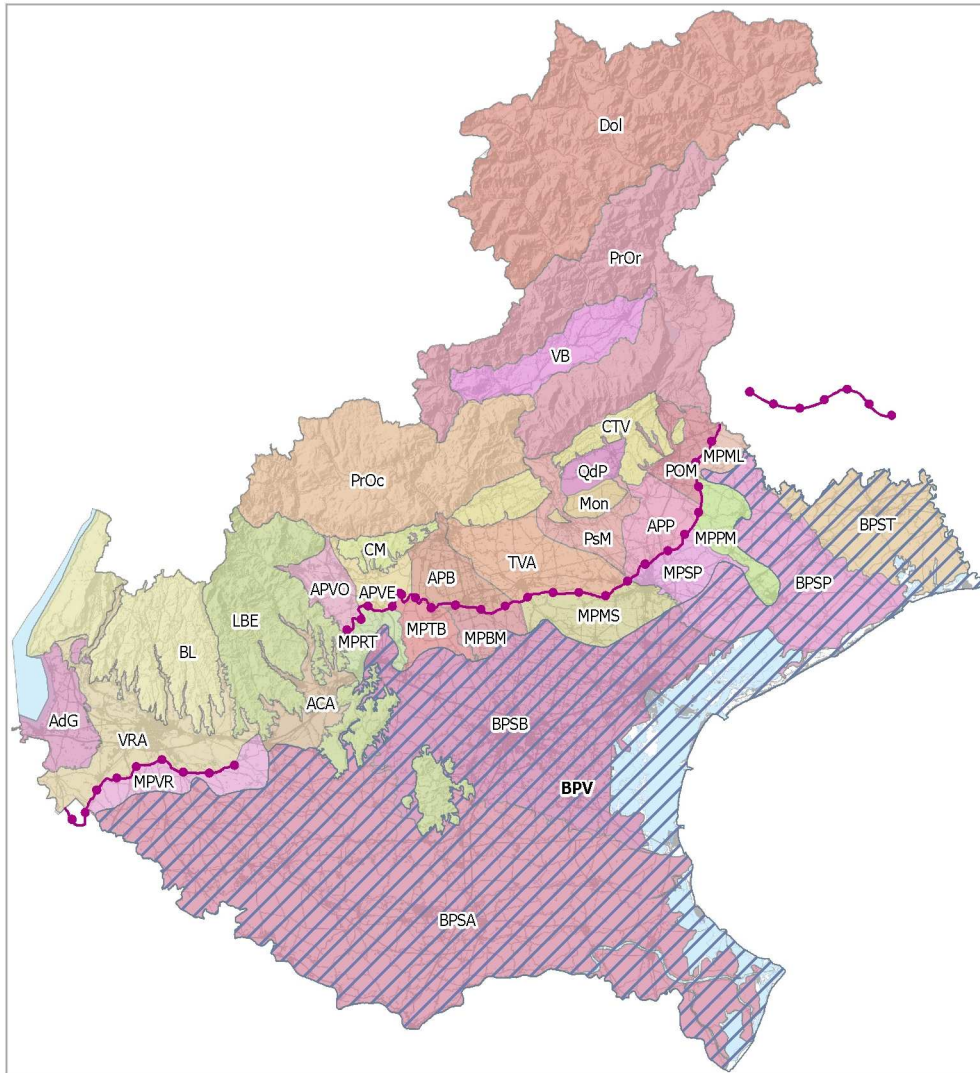 Dol
PrOr
VB
CTV
MPML
QdP
POM
PrOc
Mon
BPST
APP
MPPM
PsM
CM
TVA
APB
MPSP
BPSP
APVO
APVE
LBE
MPMS
MPTB
MPBM
MPRT
BL
ACA
AdG
BPSB
VRA
MPVR
BPV
BPSA